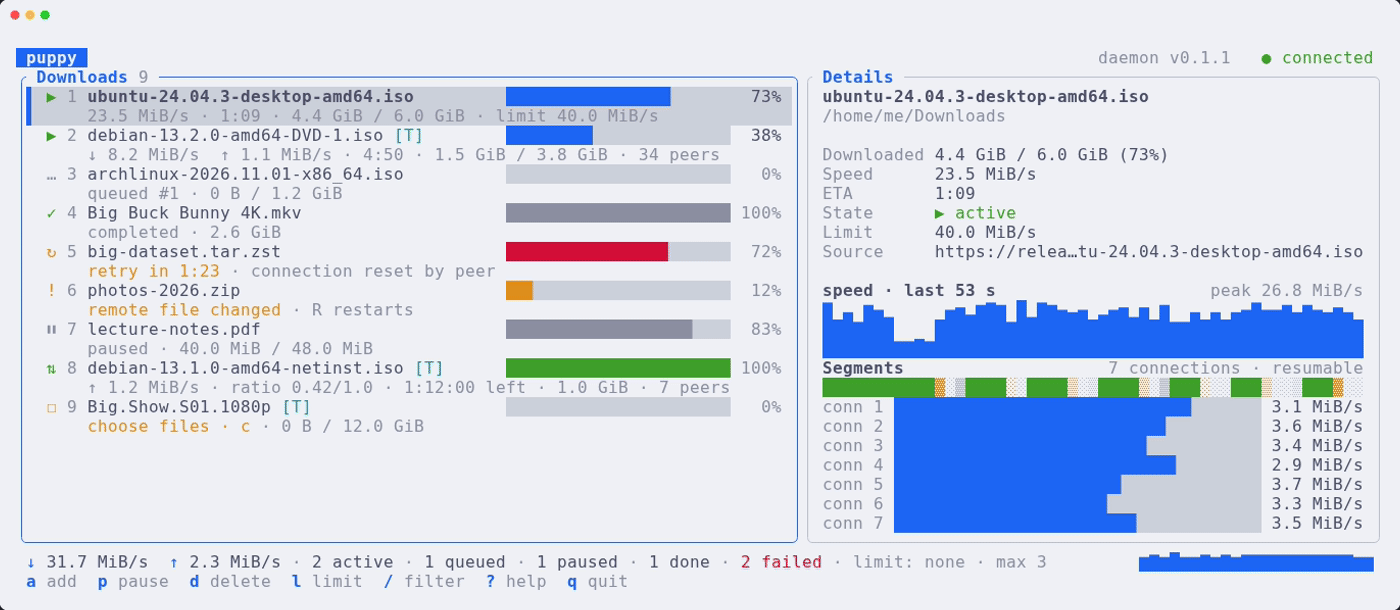 puppy daemon v0.1.1 ● connected
Downloads 9
▶ 1 ubuntu-24.04.3-desktop-amd64.iso 73%
23.5 MiB/s · 1:09 · 4.4 GiB / 6.0 GiB · limit 40.0 MiB/s
▶ 2 debian-13.2.0-amd64-DVD-1.iso [T] 38%
↓ 8.2 MiB/s ↑ 1.1 MiB/s · 4:50 · 1.5 GiB / 3.8 GiB · 34 peers
… 3 archlinux-2026.11.01-x86_64.iso 0%
queued #1 · 0 B / 1.2 GiB
✓ 4 Big Buck Bunny 4K.mkv 100%
completed · 2.6 GiB
↻ 5 big-dataset.tar.zst 72%
retry in 1:23 · connection reset by peer
! 6 photos-2026.zip 12%
remote file changed · R restarts
⏸ 7 lecture-notes.pdf 83%
paused · 40.0 MiB / 48.0 MiB
⇅ 8 debian-13.1.0-amd64-netinst.iso [T] 100%
↑ 1.2 MiB/s · ratio 0.42/1.0 · 1:12:00 left · 1.0 GiB · 7 peers
☐ 9 Big.Show.S01.1080p [T] 0%
choose files · c · 0 B / 12.0 GiB
Details
ubuntu-24.04.3-desktop-amd64.iso
/home/me/Downloads
Downloaded 4.4 GiB / 6.0 GiB (73%)
Speed 23.5 MiB/s
ETA 1:09
State ▶ active
Limit 40.0 MiB/s
Source https://relea…tu-24.04.3-desktop-amd64.iso
speed · last 53 s peak 26.8 MiB/s
Segments 7 connections · resumable
conn 1 3.1 MiB/s
conn 2 3.6 MiB/s
conn 3 3.4 MiB/s
conn 4 2.9 MiB/s
conn 5 3.7 MiB/s
conn 6 3.3 MiB/s
conn 7 3.5 MiB/s
↓ 31.7 MiB/s ↑ 2.3 MiB/s · 2 active · 1 queued · 1 paused · 1 done · 2 failed · limit: none · max 3
a add p pause d delete l limit / filter ? help q quit